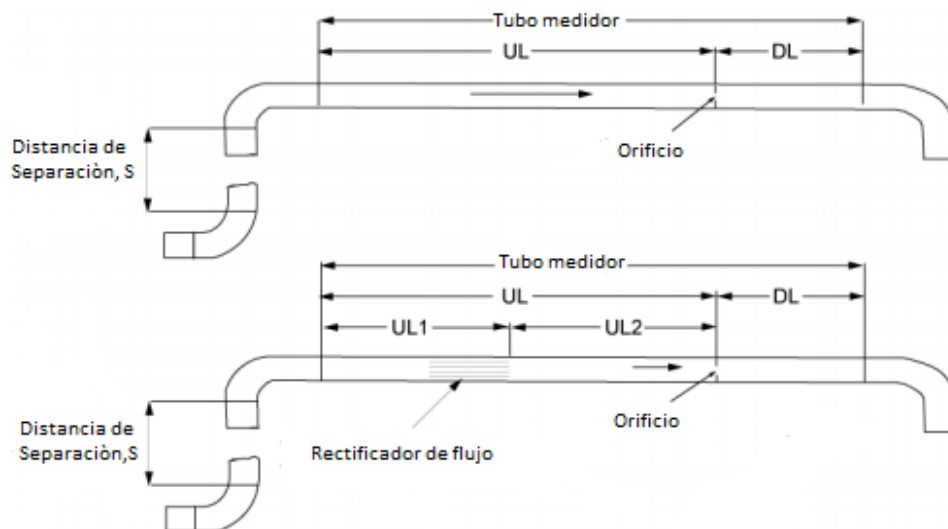 Tubo medidor
UL
DL
Distancia de
Separaciòn, S
Orificio
Tubo medidor
UL
DL
UL1
UL2
Distancia de
Separaciòn,S
Rectificador de flujo
Orificio